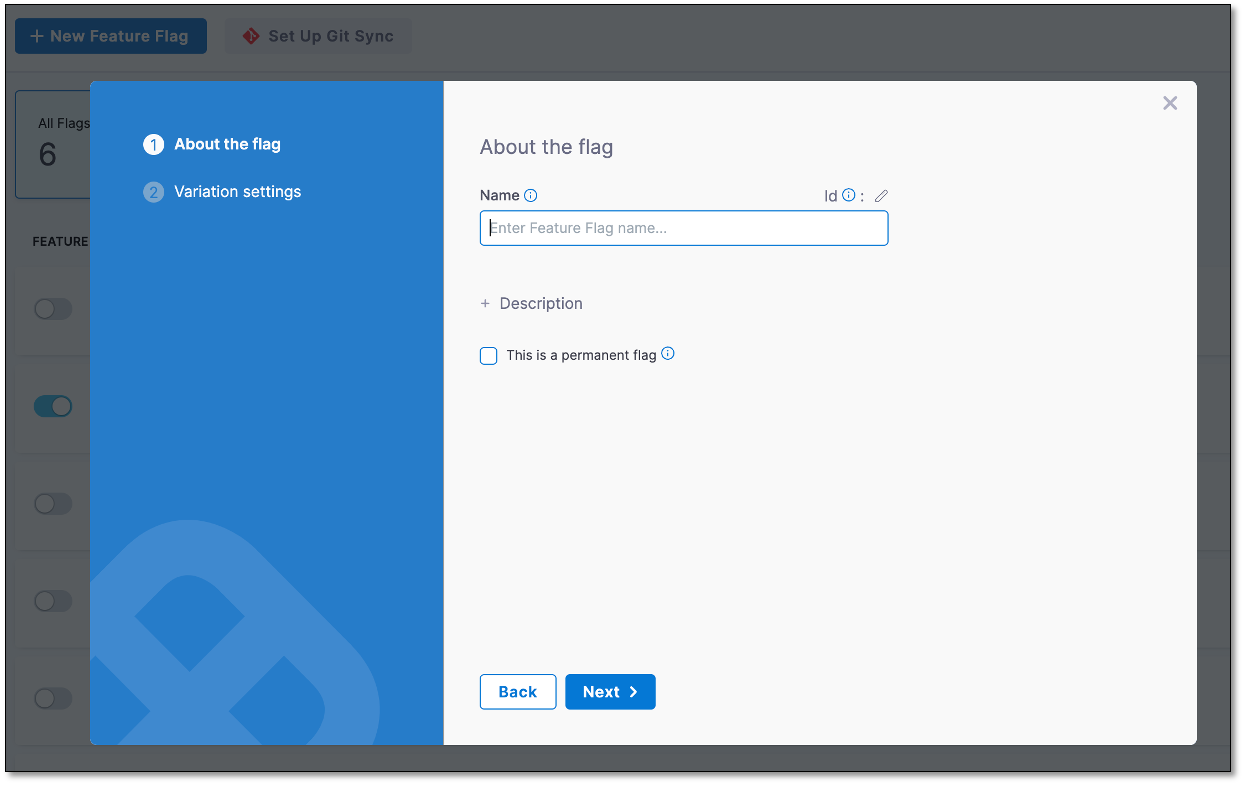 + New Feature Flag
Set Up Git Sync
All Flags
6
FEATURE
1 About the flag
2 Variation settings
About the flag
Name
Id :
Enter Feature Flag name...
+ Description
This is a permanent flag
Back
Next